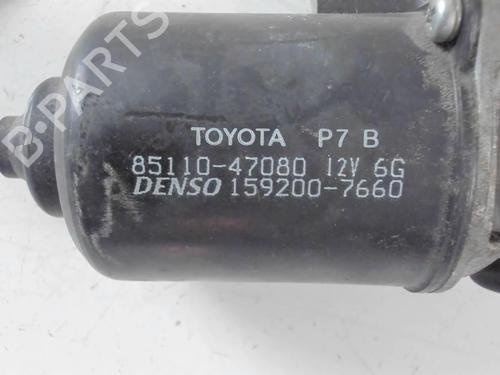 B-PARTS
TOYOTA P7 B
85110-47080 12V 6G
DENSO 159200-7660